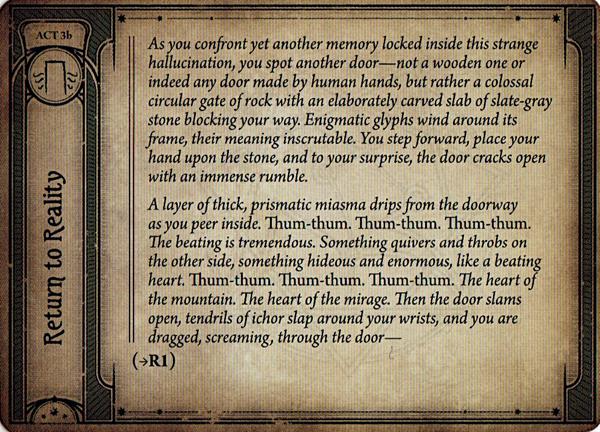 ACT 3b
Return to Reality
As you confront yet another memory locked inside this strange
hallucination, you spot another door—not a wooden one or
indeed any door made by human hands, but rather a colossal
circular gate of rock with an elaborately carved slab of slate-gray
stone blocking your way. Enigmatic glyphs wind around its
frame, their meaning inscrutable. You step forward, place your
hand upon the stone, and to your surprise, the door cracks open
with an immense rumble.
A layer of thick, prismatic miasma drips from the doorway
as you peer inside. Thum-thum. Thum-thum. Thum-thum.
The beating is tremendous. Something quivers and throbs on
the other side, something hideous and enormous, like a beating
heart. Thum-thum. Thum-thum. Thum-thum. The heart of
the mountain. The heart of the mirage. Then the door slams
open, tendrils of ichor slap around your wrists, and you are
dragged, screaming, through the door—
(→R1)